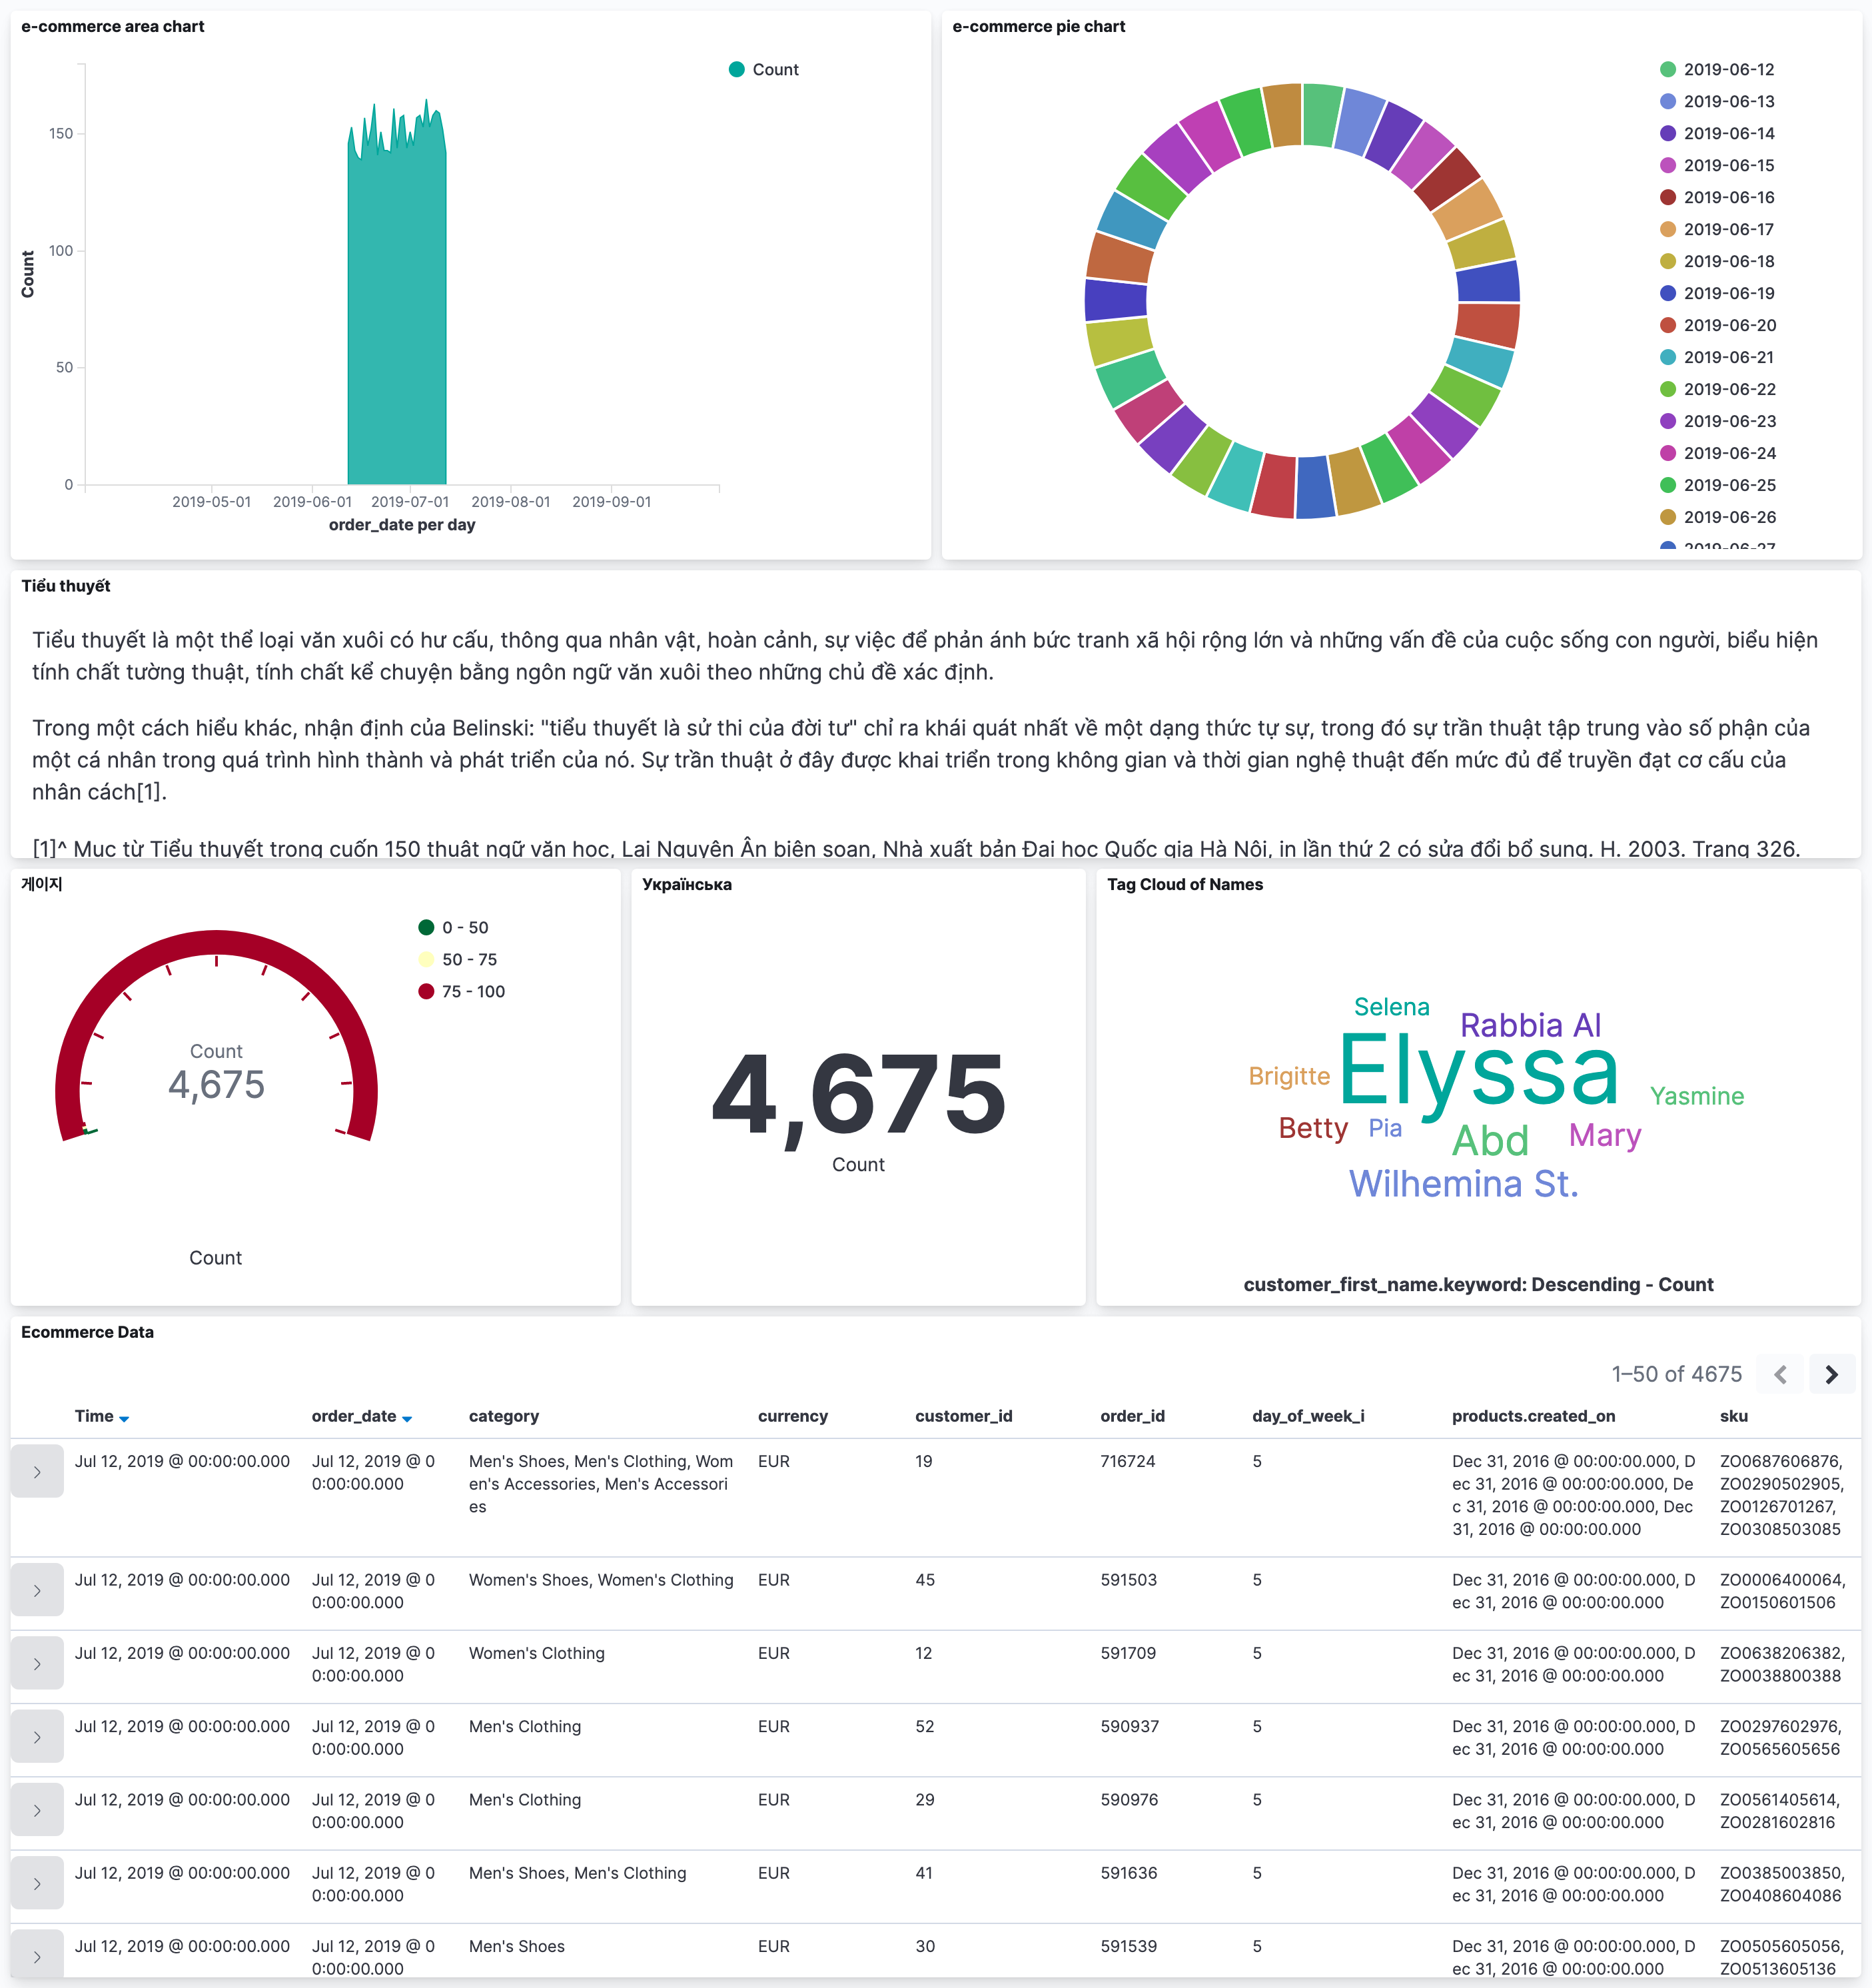 e-commerce area chart
Count
150
100
50
0
Count
2019-05-01 2019-06-01 2019-07-01 2019-08-01 2019-09-01
order_date per day
e-commerce pie chart
2019-06-12
2019-06-13
2019-06-14
2019-06-15
2019-06-16
2019-06-17
2019-06-18
2019-06-19
2019-06-20
2019-06-21
2019-06-22
2019-06-23
2019-06-24
2019-06-25
2019-06-26
2019-06-27
Tiểu thuyết
Tiểu thuyết là một thể loại văn xuôi có hư cấu, thông qua nhân vật, hoàn cảnh, sự việc để phản ánh bức tranh xã hội rộng lớn và những vấn đề của cuộc sống con người, biểu hiện
tính chất tường thuật, tính chất kể chuyện bằng ngôn ngữ văn xuôi theo những chủ đề xác định.
Trong một cách hiểu khác, nhận định của Belinski: "tiểu thuyết là sử thi của đời tư" chỉ ra khái quát nhất về một dạng thức tự sự, trong đó sự trần thuật tập trung vào số phận của
một cá nhân trong quá trình hình thành và phát triển của nó. Sự trần thuật ở đây được khai triển trong không gian và thời gian nghệ thuật đến mức đủ để truyền đạt cơ cấu của
nhân cách[1].
[1]^ Mục từ Tiểu thuyết trong cuốn 150 thuật ngữ văn học, Lại Nguyên Ân biên soạn, Nhà xuất bản Đại học Quốc gia Hà Nội, in lần thứ 2 có sửa đổi bổ sung. H. 2003. Trang 326.
게이지
0 - 50
50 - 75
75 - 100
Count
4,675
Count
Українська
4,675
Count
Tag Cloud of Names
Selena
Rabbia Al
Elyssa
Brigitte
Yasmine
Betty
Pia
Abd
Mary
Wilhemina St.
customer_first_name.keyword: Descending - Count
Ecommerce Data
1–50 of 4675
Time order_date category currency customer_id order_id day_of_week_i products.created_on sku
Jul 12, 2019 @ 00:00:00.000 Jul 12, 2019 @ 0 Men's Shoes, Men's Clothing, Wom EUR 19 716724 5 Dec 31, 2016 @ 00:00:00.000, D ZO0687606876,
0:00:00.000 en's Accessories, Men's Accessori ec 31, 2016 @ 00:00:00.000, De ZO0290502905,
es c 31, 2016 @ 00:00:00.000, Dec ZO0126701267,
31, 2016 @ 00:00:00.000 ZO0308503085
Jul 12, 2019 @ 00:00:00.000 Jul 12, 2019 @ 0 Women's Shoes, Women's Clothing EUR 45 591503 5 Dec 31, 2016 @ 00:00:00.000, D ZO0006400064,
0:00:00.000 ec 31, 2016 @ 00:00:00.000 ZO0150601506
Jul 12, 2019 @ 00:00:00.000 Jul 12, 2019 @ 0 Women's Clothing EUR 12 591709 5 Dec 31, 2016 @ 00:00:00.000, D ZO0638206382,
0:00:00.000 ec 31, 2016 @ 00:00:00.000 ZO0038800388
Jul 12, 2019 @ 00:00:00.000 Jul 12, 2019 @ 0 Men's Clothing EUR 52 590937 5 Dec 31, 2016 @ 00:00:00.000, D ZO0297602976,
0:00:00.000 ec 31, 2016 @ 00:00:00.000 ZO0565605656
Jul 12, 2019 @ 00:00:00.000 Jul 12, 2019 @ 0 Men's Clothing EUR 29 590976 5 Dec 31, 2016 @ 00:00:00.000, D ZO0561405614,
0:00:00.000 ec 31, 2016 @ 00:00:00.000 ZO0281602816
Jul 12, 2019 @ 00:00:00.000 Jul 12, 2019 @ 0 Men's Shoes, Men's Clothing EUR 41 591636 5 Dec 31, 2016 @ 00:00:00.000, D ZO0385003850,
0:00:00.000 ec 31, 2016 @ 00:00:00.000 ZO0408604086
Jul 12, 2019 @ 00:00:00.000 Jul 12, 2019 @ 0 Men's Shoes EUR 30 591539 5 Dec 31, 2016 @ 00:00:00.000, D ZO0505605056,
0:00:00.000 ec 31, 2016 @ 00:00:00.000 ZO0513605136